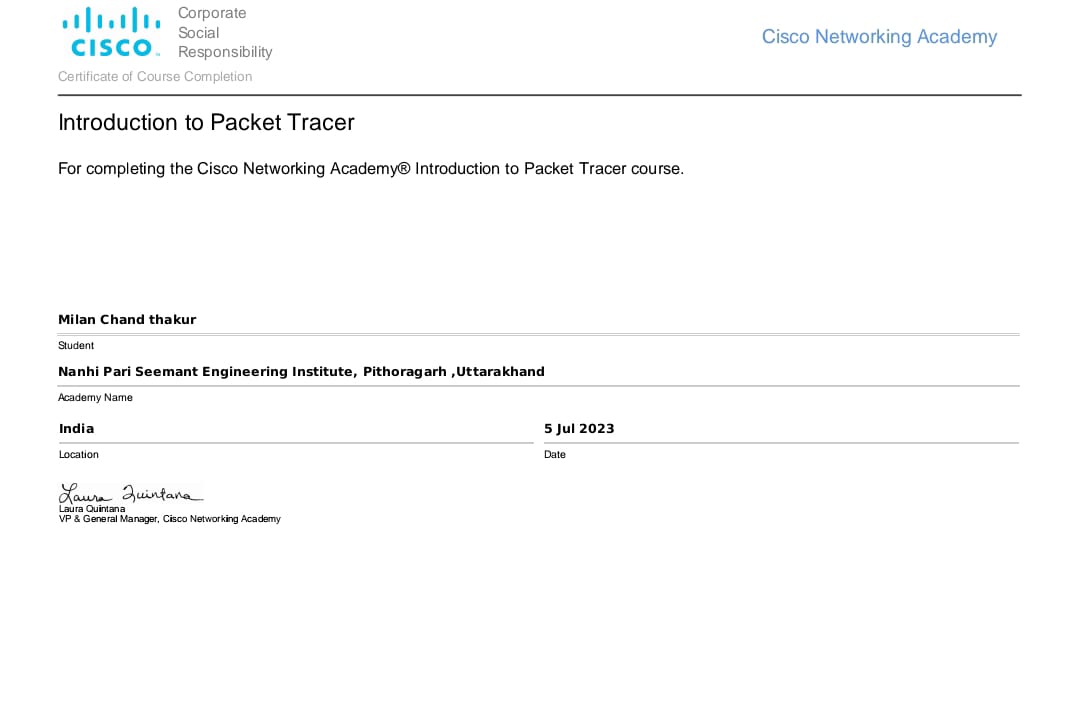 CISCO
Corporate
Social
Responsibility
Cisco Networking Academy
Certificate of Course Completion
Introduction to Packet Tracer
For completing the Cisco Networking Academy® Introduction to Packet Tracer course.
Milan Chand thakur
Student
Nanhi Pari Seemant Engineering Institute, Pithoragarh ,Uttarakhand
Academy Name
India
5 Jul 2023
Location
Date
Laura Quintana
Laura Quintana
VP & General Manager, Cisco Networking Academy